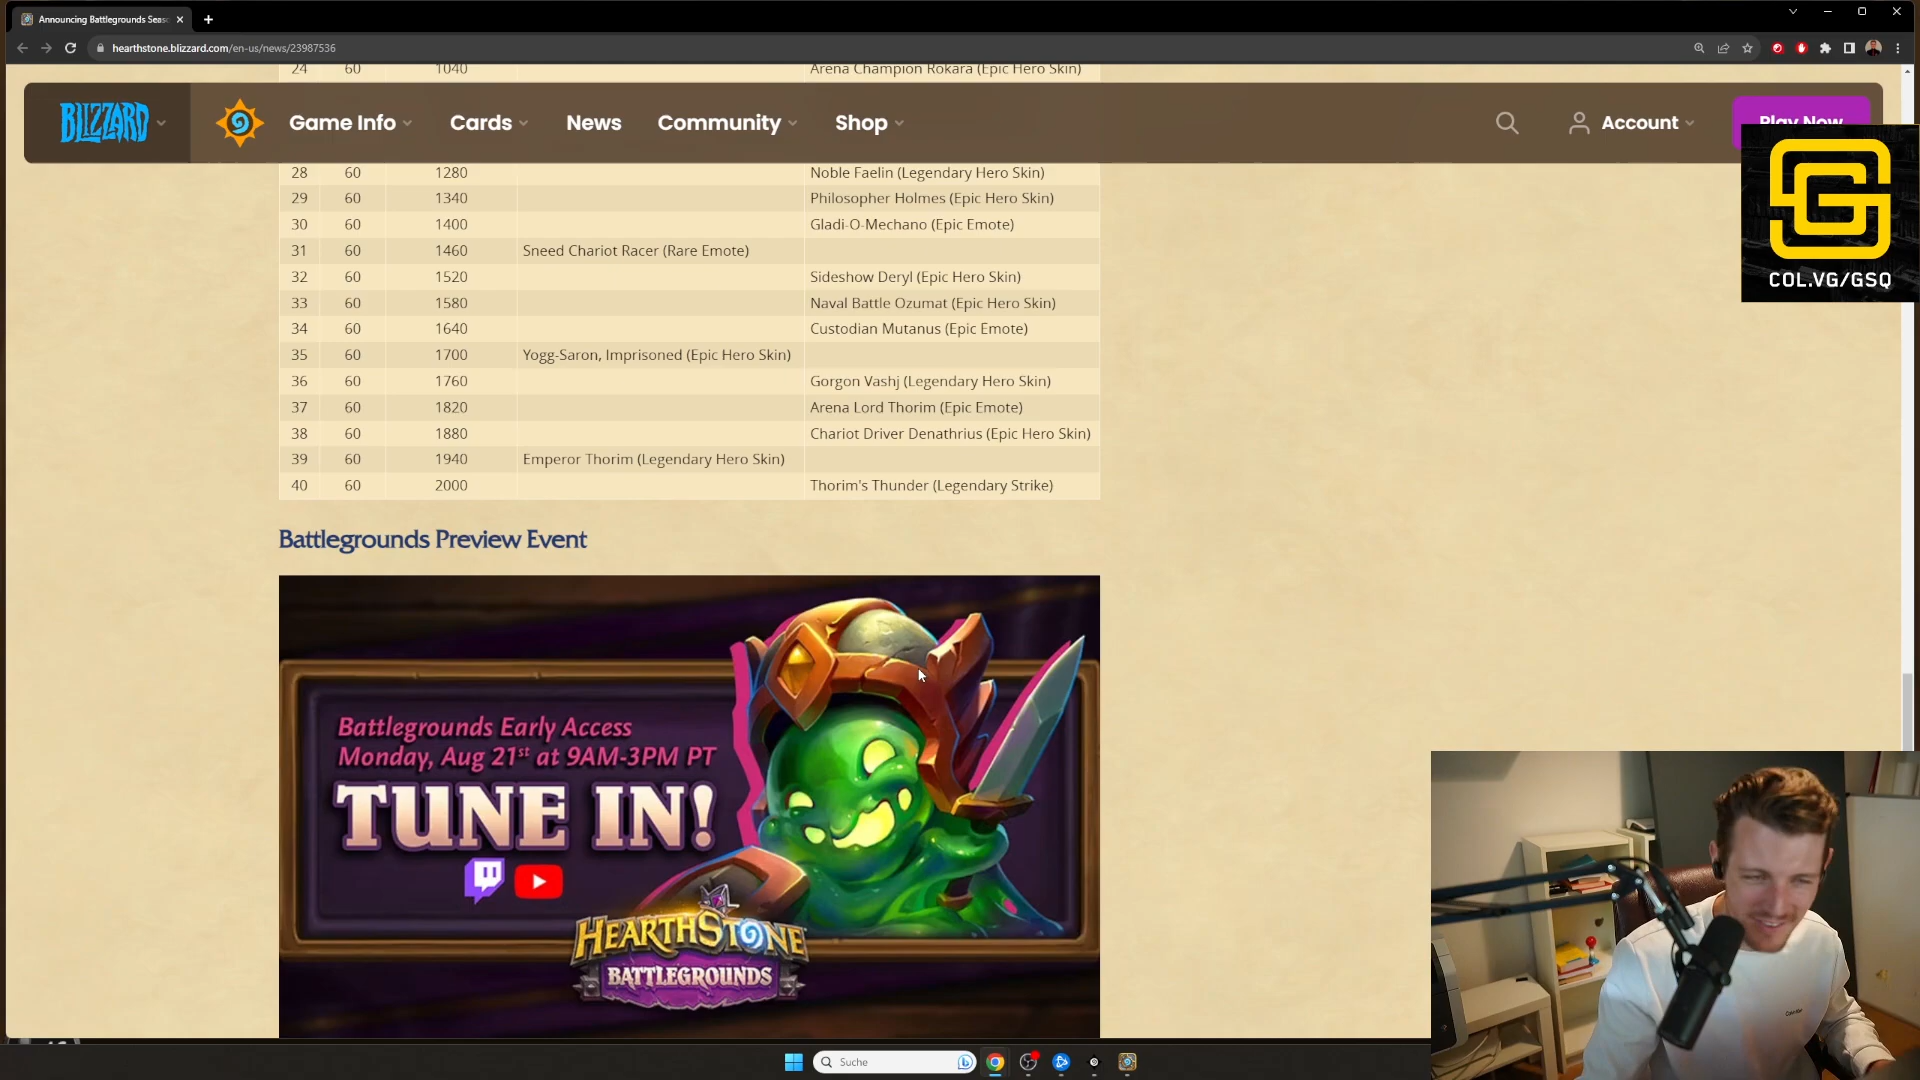 Announcing Battlegrounds Seas
hearthstone.blizzard.com/en-us/news/23987536
24 60 1040 Arena Champion Rokara (Epic Hero Skin)
BLIZZARD Game Info Cards News Community Shop Account Play Now
28 60 1280 Noble Faelin (Legendary Hero Skin)
29 60 1340 Philosopher Holmes (Epic Hero Skin)
30 60 1400 Gladi-O-Mechano (Epic Emote)
31 60 1460 Sneed Chariot Racer (Rare Emote)
32 60 1520 Sideshow Deryl (Epic Hero Skin)
33 60 1580 Naval Battle Ozumat (Epic Hero Skin)
34 60 1640 Custodian Mutanus (Epic Emote)
35 60 1700 Yogg-Saron, Imprisoned (Epic Hero Skin)
36 60 1760 Gorgon Vashj (Legendary Hero Skin)
37 60 1820 Arena Lord Thorim (Epic Emote)
38 60 1880 Chariot Driver Denathrius (Epic Hero Skin)
39 60 1940 Emperor Thorim (Legendary Hero Skin)
40 60 2000 Thorim's Thunder (Legendary Strike)
COL.VG/GSQ
Battlegrounds Preview Event
Battlegrounds Early Access
Monday, Aug 21st at 9AM-3PM PT
TUNE IN!
HEARTHSTONE
BATTLEGROUNDS
Suche